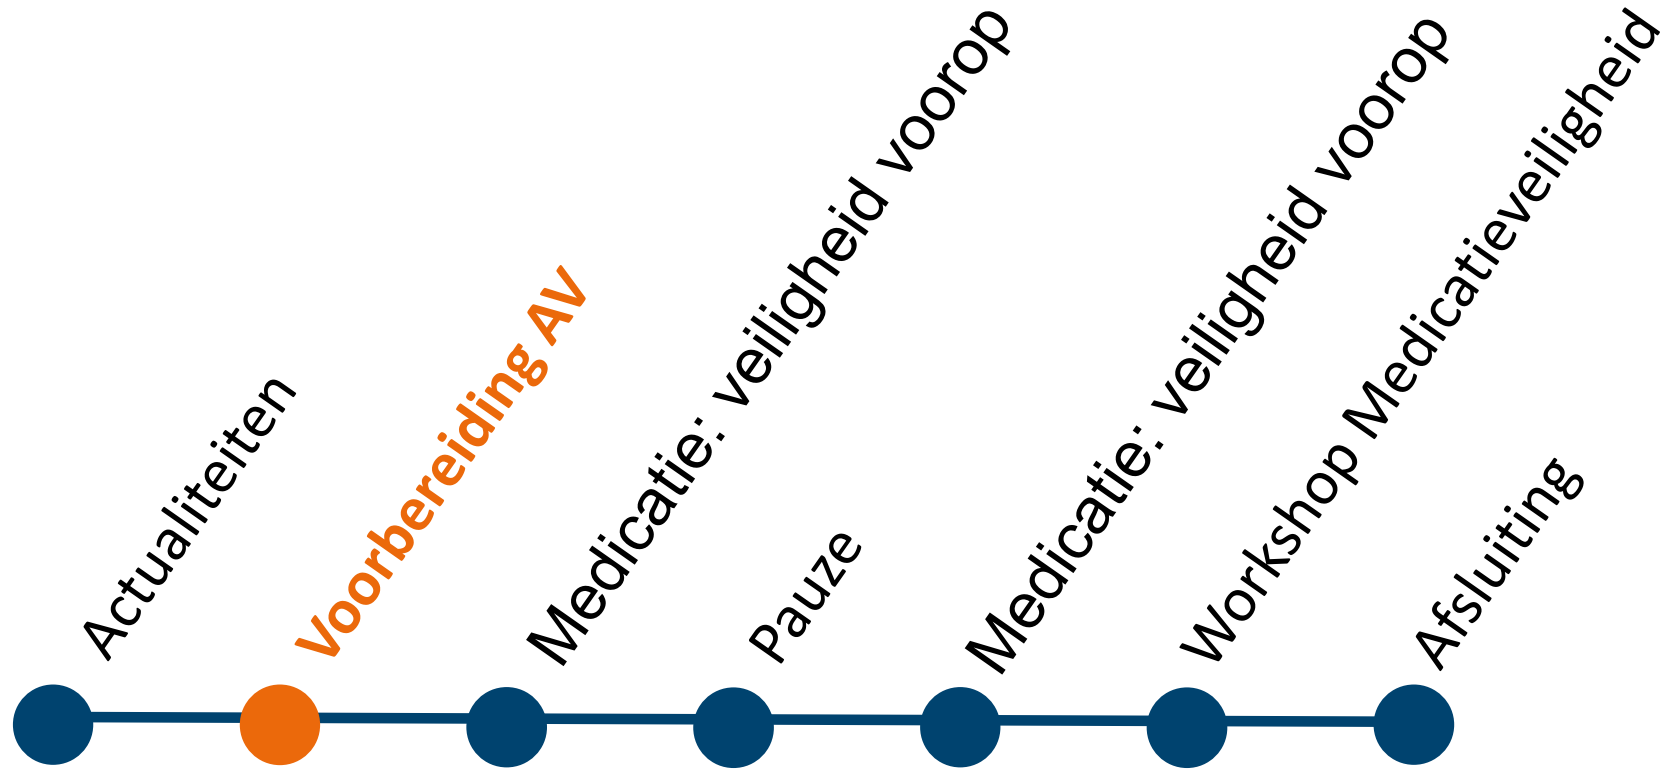 Actualiteiten
Voorbereiding AV
Medicatie: veiligheid voorop
Pauze
Medicatie: veiligheid voorop
Workshop Medicatieveiligheid
Afsluiting